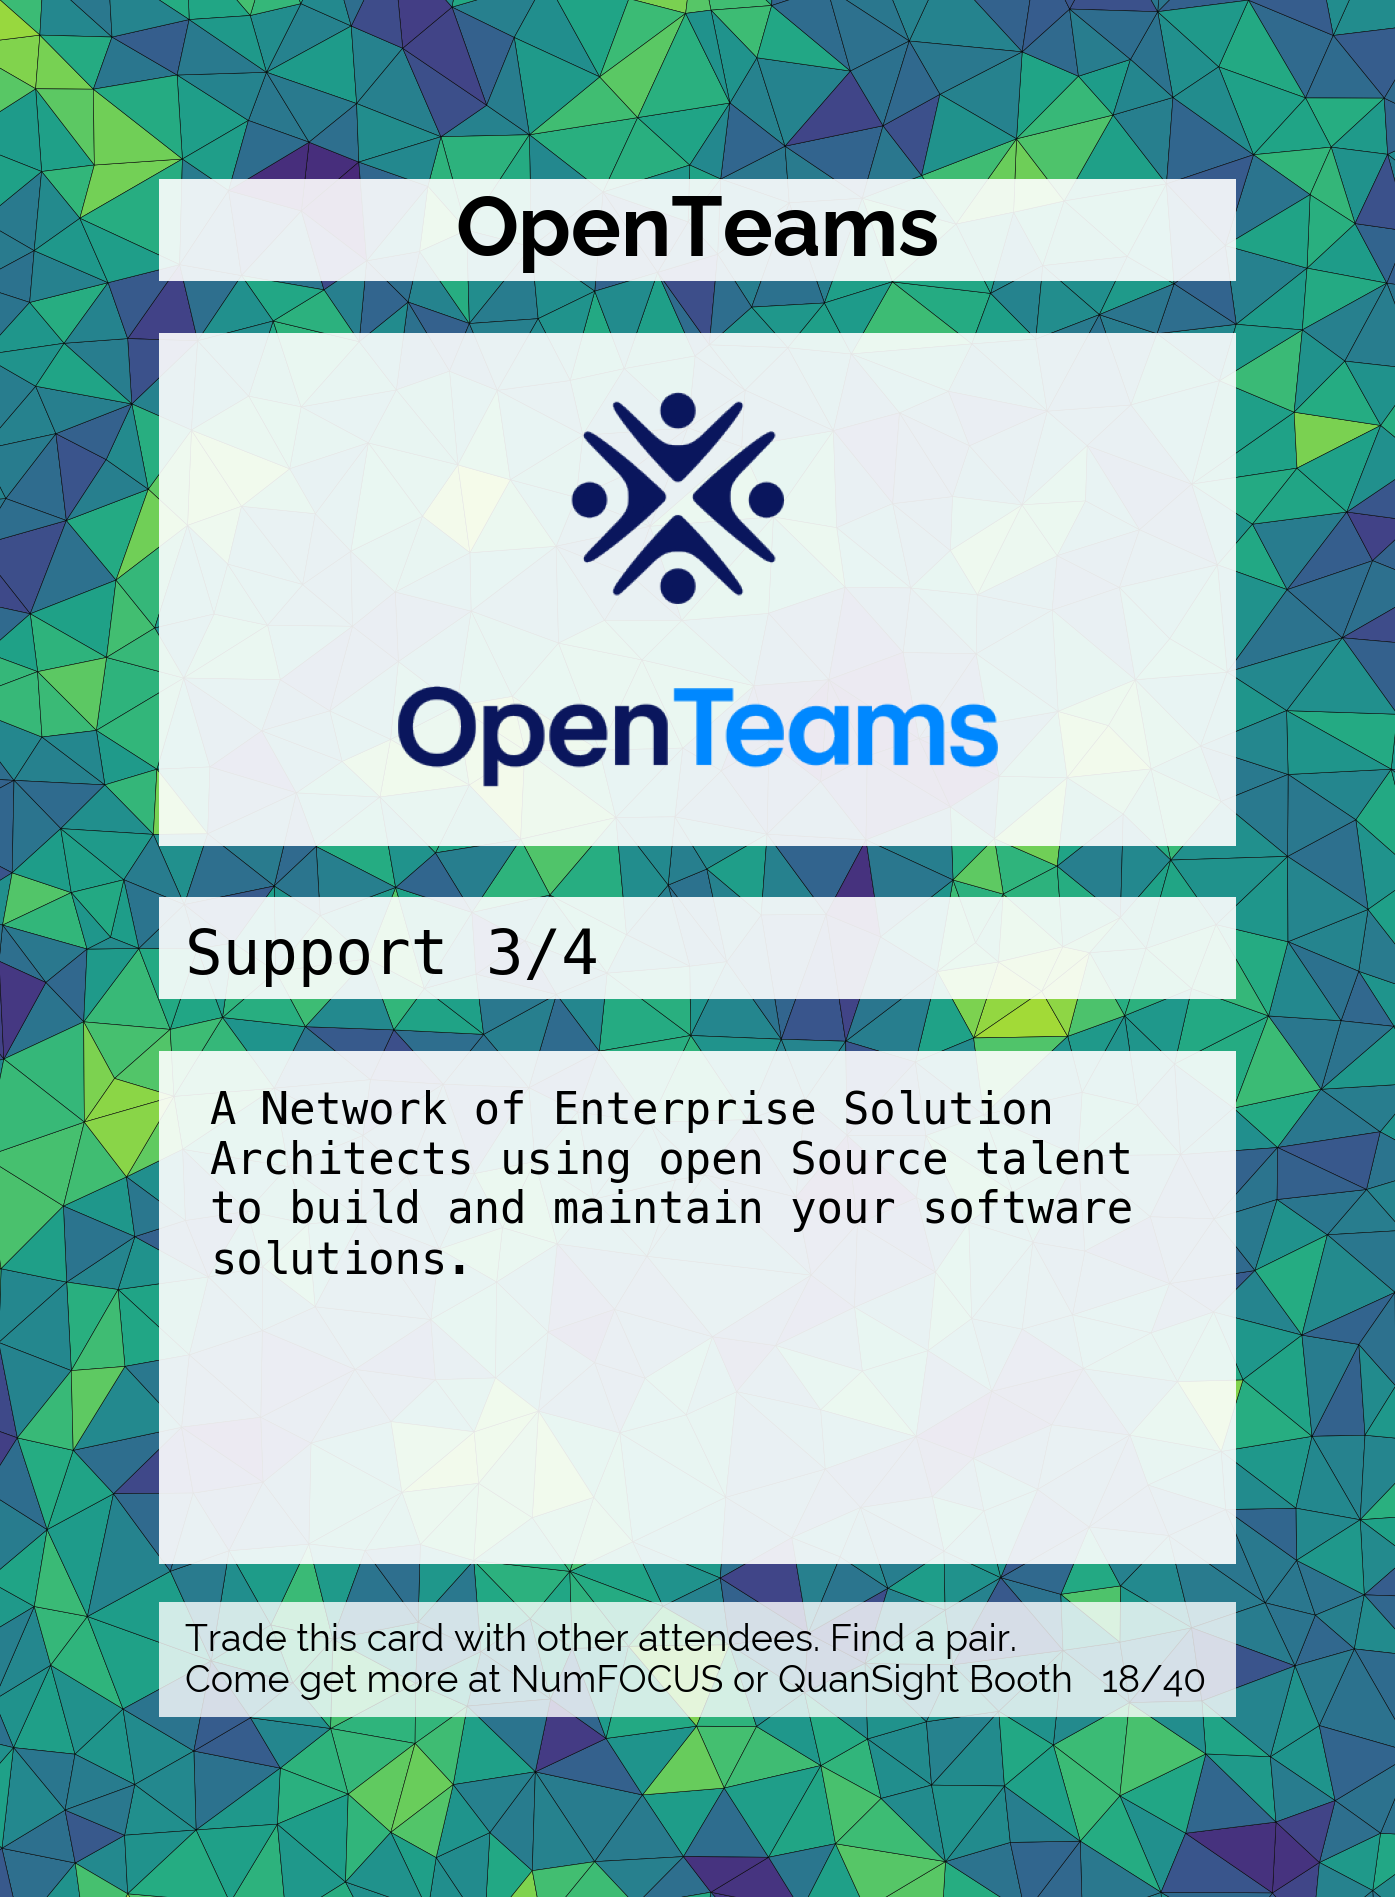 OpenTeams
OpenTeams
Support 3/4
A Network of Enterprise Solution
Architects using open Source talent
to build and maintain your software
solutions.
Trade this card with other attendees. Find a pair.
Come get more at NumFOCUS or QuanSight Booth 18/40